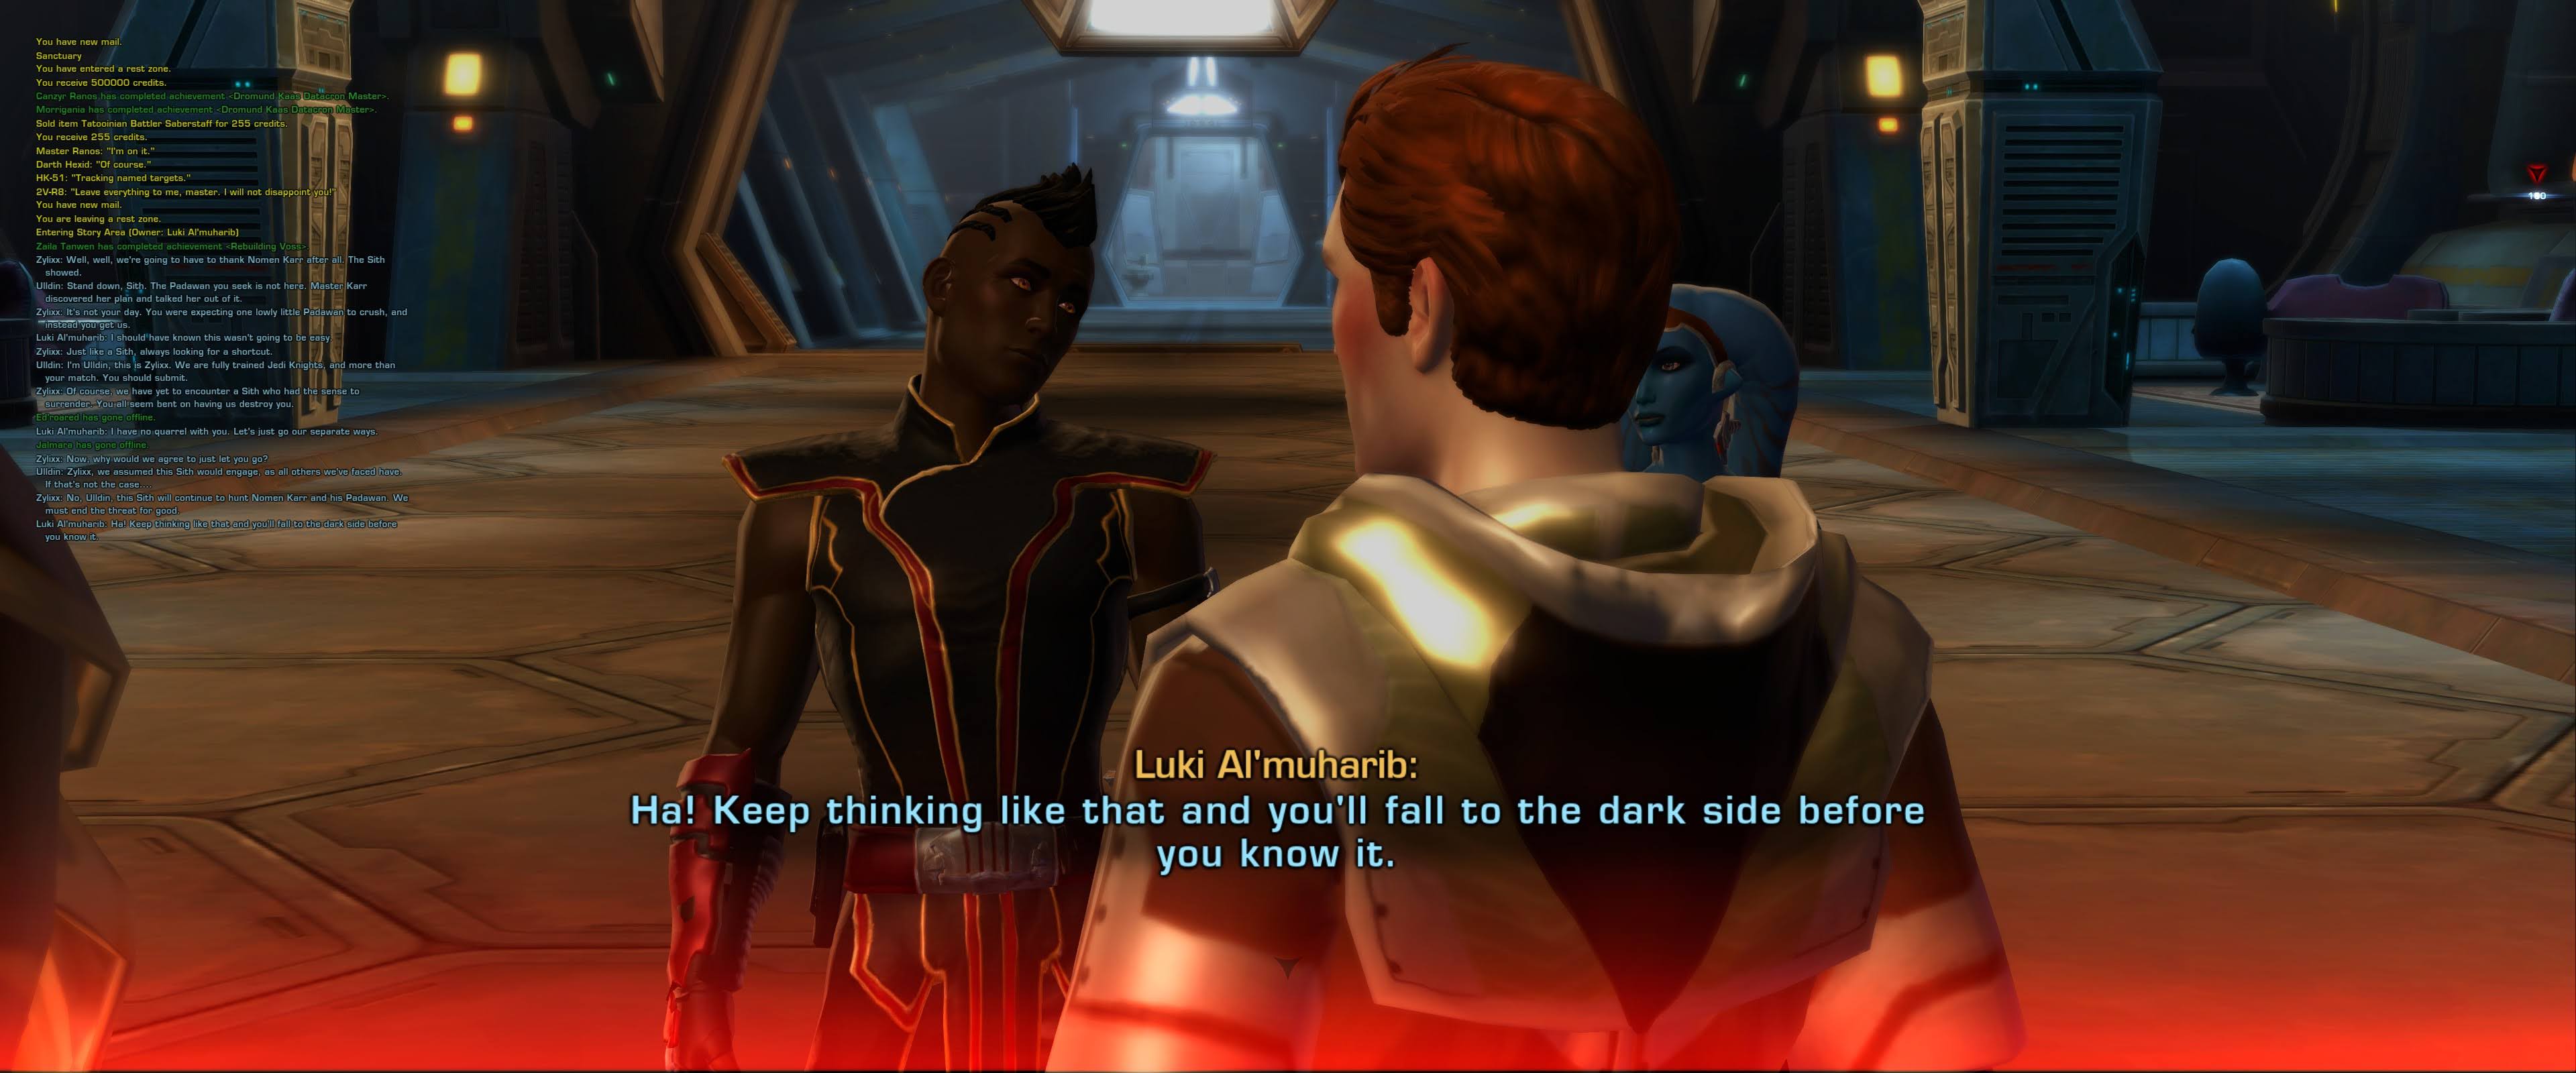 You have new mail.
Sanctuary
You have entered a rest zone.
You receive 500000 credits.
Canzyr Ranos has completed achievement <Dromund Kaas Datacron Master>.
Morrigania has completed achievement <Dromund Kaas Datacron Master>.
Sold item Tatooinian Battler Saberstaff for 255 credits.
You receive 255 credits.
Master Ranos: "I'm on it."
Darth Hexid: "Of course."
HK-51: "Tracking named targets."
2V-R8: "Leave everything to me, master. I will not disappoint you!"
You have new mail.
You are leaving a rest zone.
Entering Story Area (Owner: Luki Al'muharib)
Zaila Tanwen has completed achievement <Rebuilding Voss>.
Zylixx: Well, well, we're going to have to thank Nomen Karr after all. The Sith
showed.
Ulldin: Stand down, Sith. The Padawan you seek is not here. Master Karr
discovered her plan and talked her out of it.
Zylixx: It's not your day. You were expecting one lowly little Padawan to crush, and
instead you get us.
Luki Al'muharib: I should have known this wasn't going to be easy
Zylixx: Just like a Sith, always looking for a shortcut.
Ulldin: I'm Ulldin, this is Zylixx. We are fully trained Jedi Knights, and more than
your match. You should submit.
Zylixx: Of course, we have yet to encounter a Sith who had the sense to
surrender. You all seem bent on having us destroy you.
Ed'roared has gone offline.
Luki Al'muharib: I have no quarrel with you. Let's just go our separate ways.
Jalmara has gone offline.
Zylixx: Now, why would we agree to just let you go?
Ulldin: Zylixx, we assumed this Sith would engage, as all others we've faced have.
If that's not the case....
Zylixx: No, Ulldin, this Sith will continue to hunt Nomen Karr and his Padawan. We
must end the threat for good.
Luki Al'muharib: Ha! Keep thinking like that and you'll fall to the dark side before
you know it.
Luki Al'muharib:
Ha! Keep thinking like that and you'll fall to the dark side before
you know it.